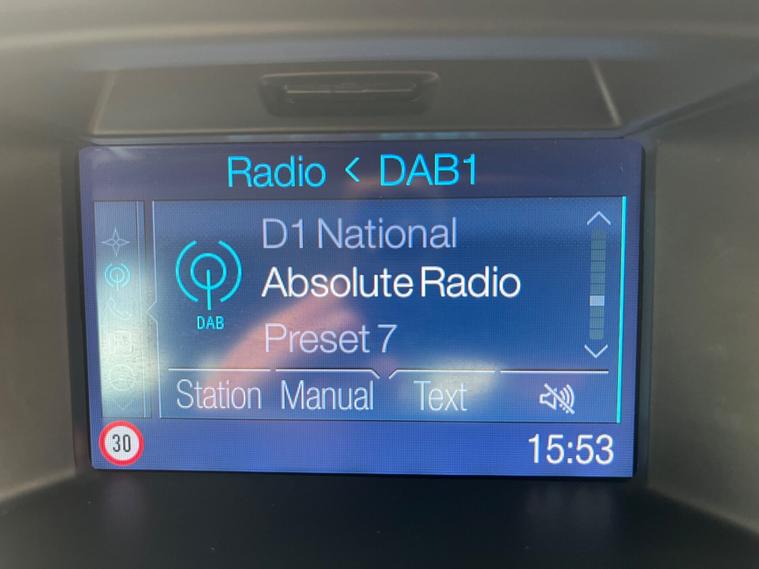 Radio < DAB1
D1 National
Absolute Radio
DAB
Preset 7
Station Manual Text
30
15:53